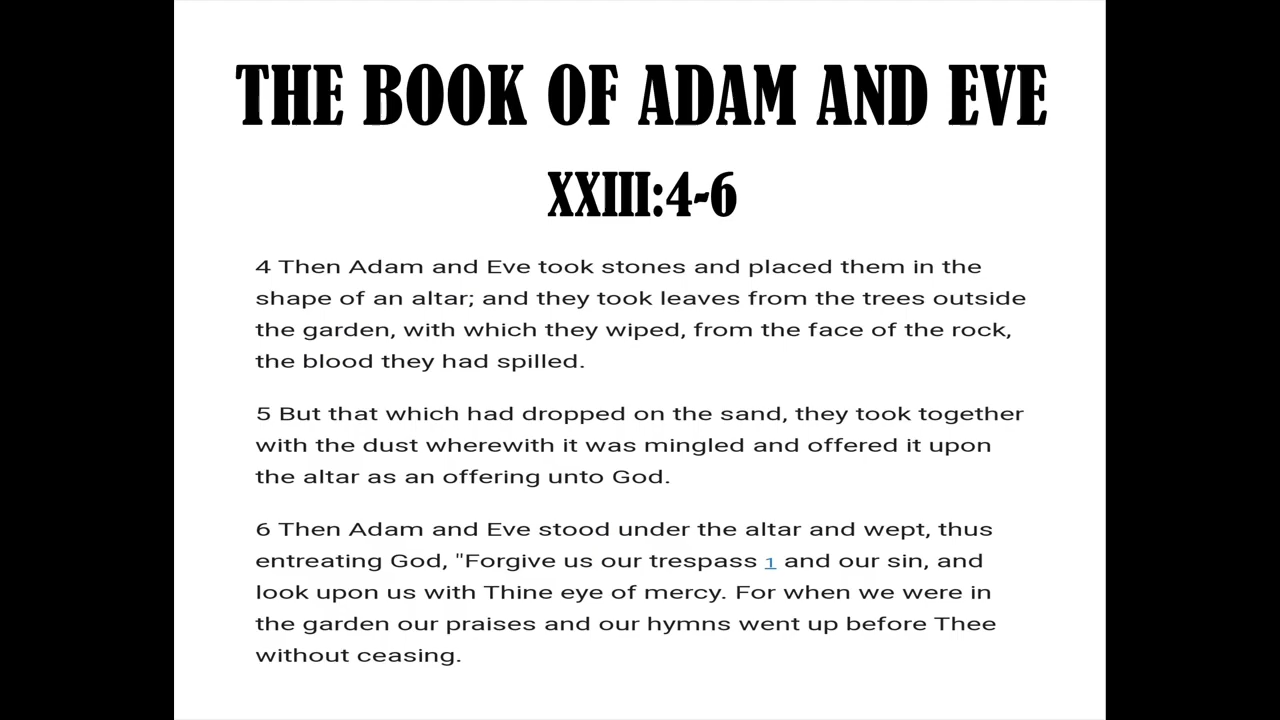 THE BOOK OF ADAM AND EVE
XXIII:4-6
4 Then Adam and Eve took stones and placed them in the
shape of an altar; and they took leaves from the trees outside
the garden, with which they wiped, from the face of the rock,
the blood they had spilled.
5 But that which had dropped on the sand, they took together
with the dust wherewith it was mingled and offered it upon
the altar as an offering unto God.
6 Then Adam and Eve stood under the altar and wept, thus
entreating God, "Forgive us our trespass 1 and our sin, and
look upon us with Thine eye of mercy. For when we were in
the garden our praises and our hymns went up before Thee
without ceasing.